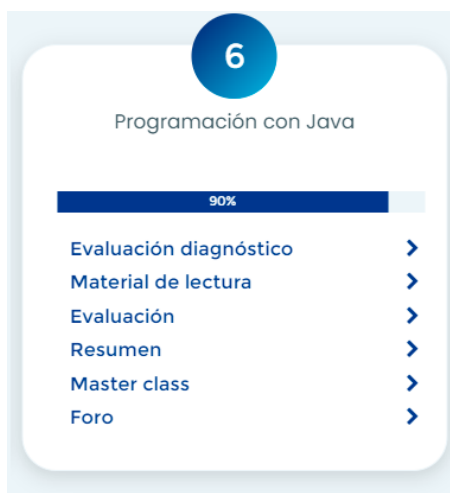 6
Programación con Java
90%
Evaluación diagnóstico
Material de lectura
Evaluación
Resumen
Master class
Foro